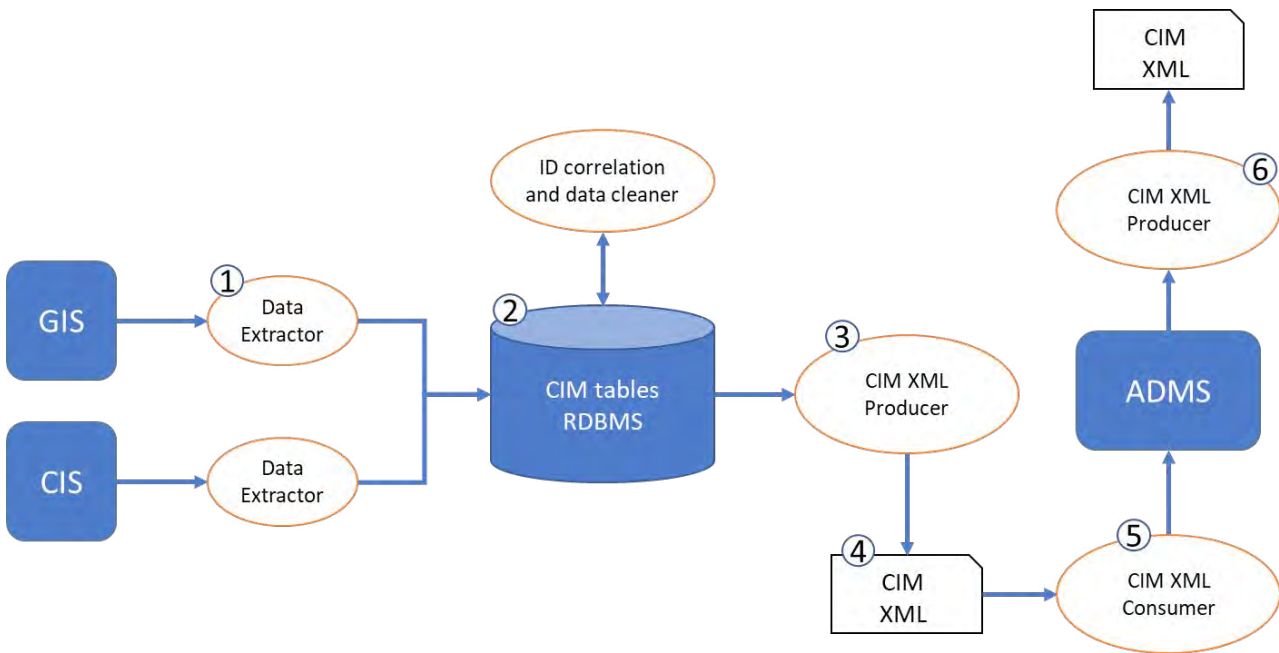 GIS
1
Data
Extractor
CIS
Data
Extractor
ID correlation
and data cleaner
2
CIM tables
RDBMS
3
CIM XML
Producer
4
CIM
XML
5
CIM XML
Consumer
ADMS
6
CIM XML
Producer
CIM
XML